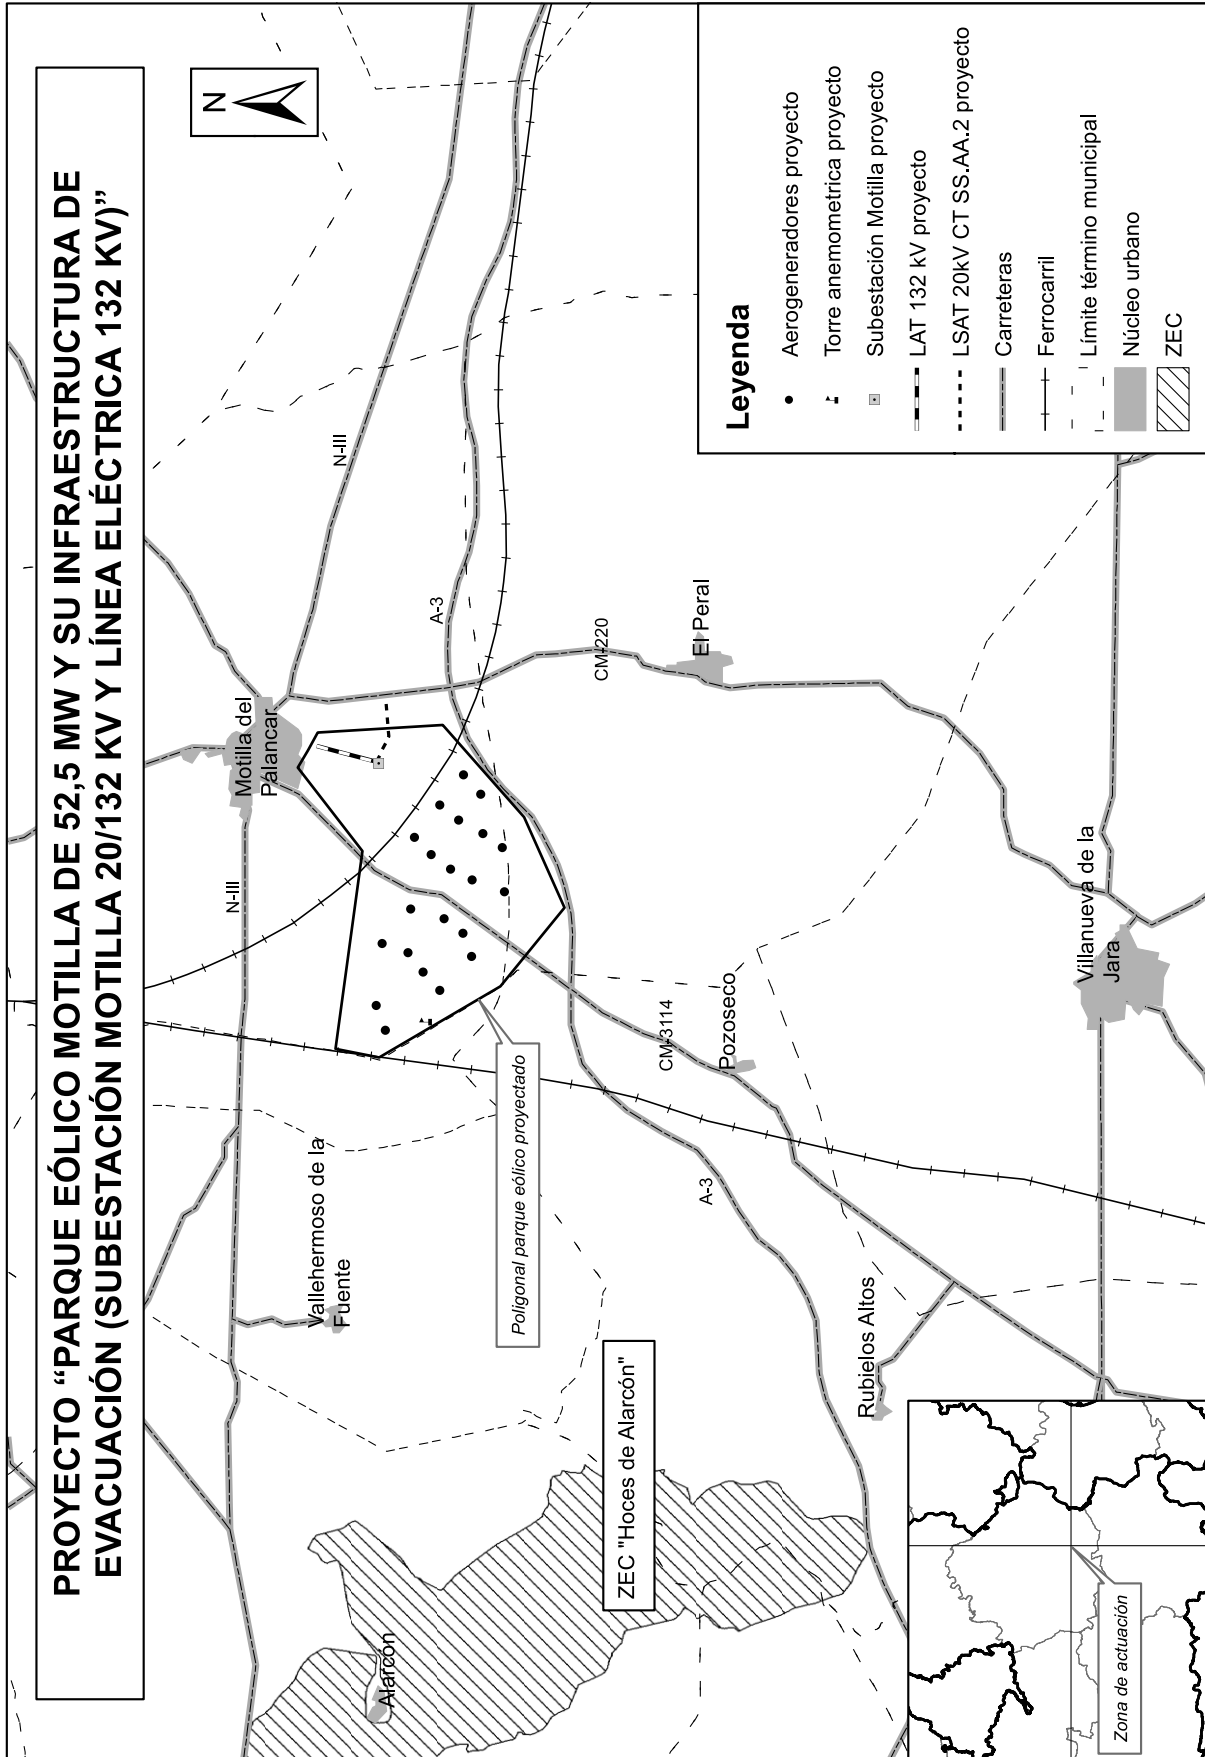 PROYECTO “PARQUE EÓLICO MOTILLA DE 52,5 MW Y SU INFRAESTRUCTURA DE
EVACUACIÓN (SUBESTACIÓN MOTILLA 20/132 KV Y LÍNEA ELÉCTRICA 132 KV)”
N
N-III
N-III
Motilla del
Palancar
A-3
CM-220
El Peral
Vallehermoso de la
Fuente
Poligonal parque eólico proyectado
CM-3114
Pozoseco
A-3
Villanueva de la
Jara
Rubielos Altos
ZEC "Hoces de Alarcón"
Alarcón
Zona de actuación
Leyenda
Aerogeneradores proyecto
Torre anemometrica proyecto
Subestación Motilla proyecto
LAT 132 kV proyecto
LSAT 20kV CT SS.AA.2 proyecto
Carreteras
Ferrocarril
Límite término municipal
Núcleo urbano
ZEC